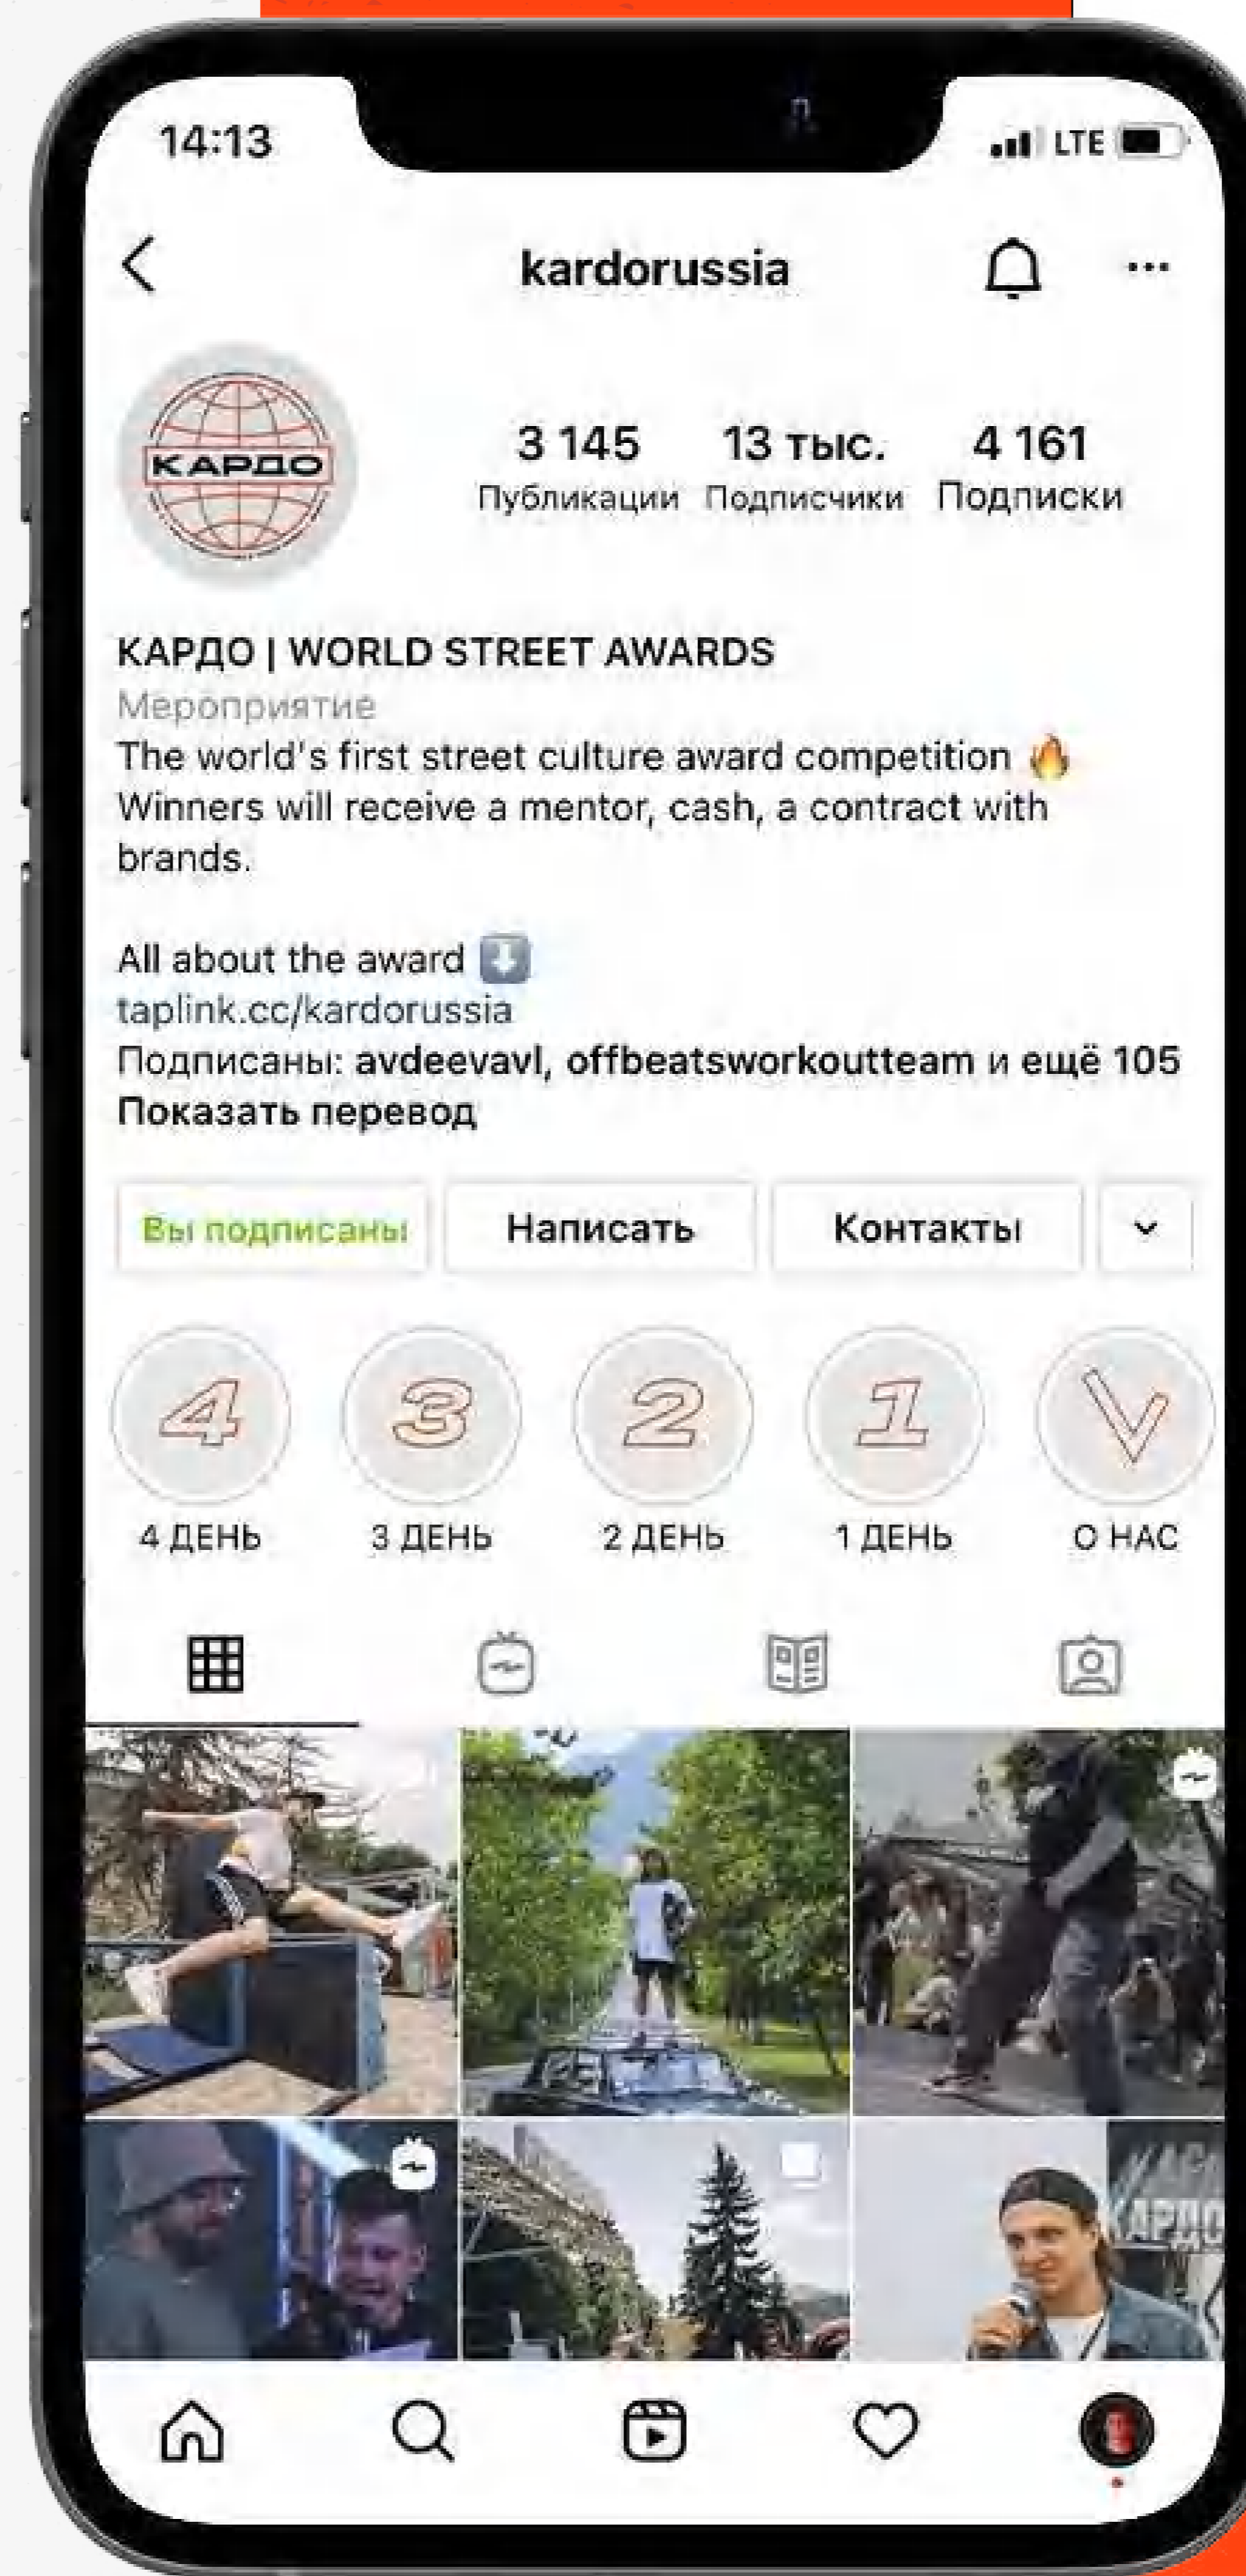 14:13
LTE
kardorussia
КАРДО
3 145 13 тыс. 4 161
Публикации Подписчики Подписки
КАРДО | WORLD STREET AWARDS
Мероприятие
The world's first street culture award competition 🔥
Winners will receive a mentor, cash, a contract with
brands.
All about the award ⬇️
taplink.cc/kardorussia
Подписаны: avdeevavl, offbeatsworkoutteam и ещё 105
Показать перевод
Вы подписаны Написать Контакты
4 3 2 1 V
4 ДЕНЬ 3 ДЕНЬ 2 ДЕНЬ 1 ДЕНЬ О НАС
КАРДО